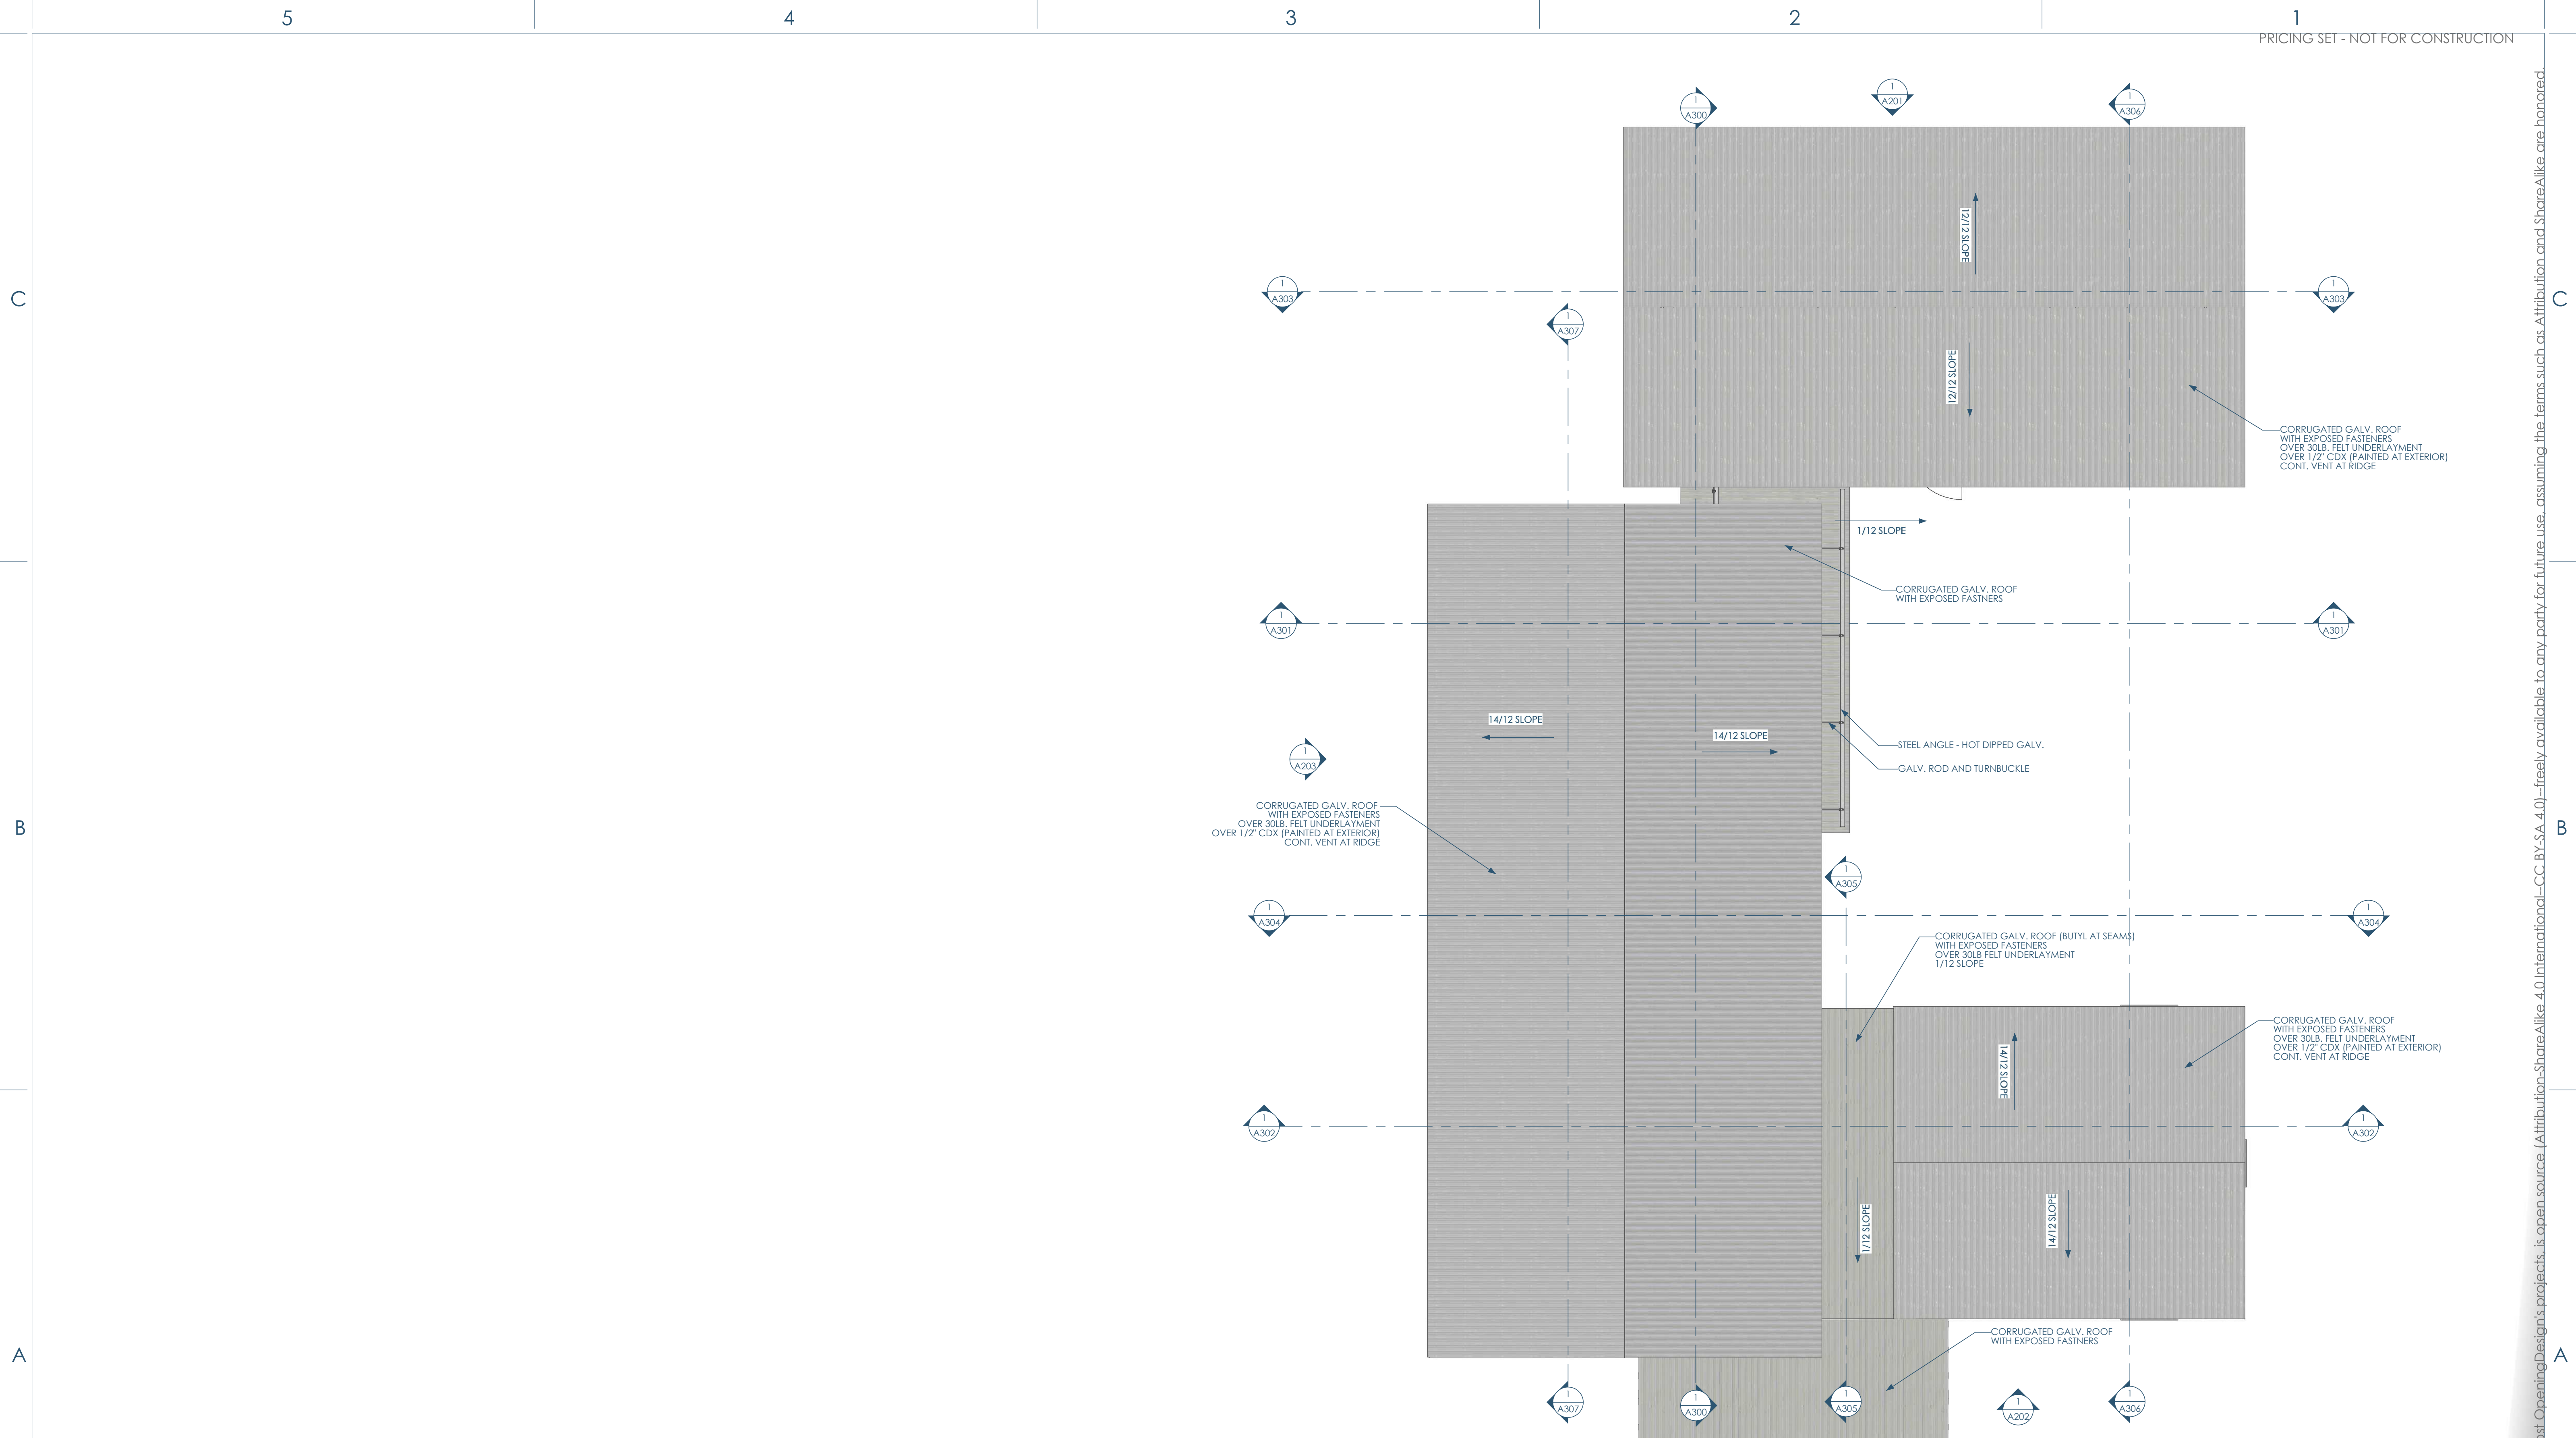 5 4 3 2 1
PRICING SET - NOT FOR CONSTRUCTION
1
A300
1
A201
1
A306
12/12 SLOPE
C
1
A303
1
A303
C
1
A307
12/12 SLOPE
CORRUGATED GALV. ROOF
WITH EXPOSED FASTENERS
OVER 30LB. FELT UNDERLAYMENT
OVER 1/2" CDX (PAINTED AT EXTERIOR)
CONT. VENT AT RIDGE
1/12 SLOPE
CORRUGATED GALV. ROOF
WITH EXPOSED FASTNERS
1
A301
1
A301
14/12 SLOPE
14/12 SLOPE
STEEL ANGLE - HOT DIPPED GALV.
GALV. ROD AND TURNBUCKLE
1
A203
CORRUGATED GALV. ROOF
WITH EXPOSED FASTENERS
OVER 30LB. FELT UNDERLAYMENT
OVER 1/2" CDX (PAINTED AT EXTERIOR)
CONT. VENT AT RIDGE
B
B
1
A305
1
A304
1
A304
CORRUGATED GALV. ROOF (BUTYL AT SEAMS)
WITH EXPOSED FASTENERS
OVER 30LB FELT UNDERLAYMENT
1/12 SLOPE
CORRUGATED GALV. ROOF
WITH EXPOSED FASTENERS
OVER 30LB. FELT UNDERLAYMENT
OVER 1/2" CDX (PAINTED AT EXTERIOR)
CONT. VENT AT RIDGE
14/12 SLOPE
1
A302
1
A302
1/12 SLOPE
14/12 SLOPE
CORRUGATED GALV. ROOF
WITH EXPOSED FASTNERS
A
A
1
A307
1
A300
1
A305
1
A202
1
A306
OpeningDesign's projects, is open source (Attribution-ShareAlike 4.0 International--CC BY-SA 4.0)--freely available to any party for future use, assuming the terms such as Attribution and ShareAlike are honored.